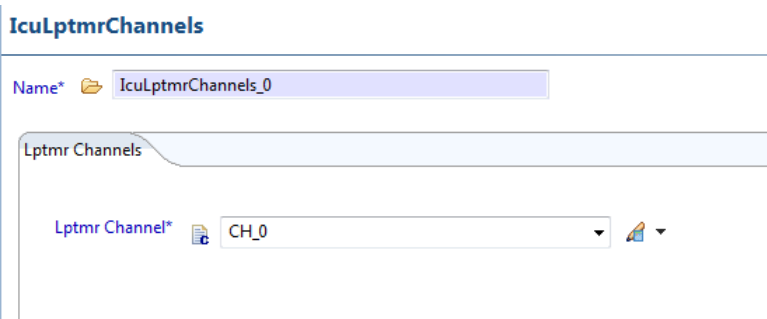 IcuLptmrChannels
Name* IcuLptmrChannels_0
Lptmr Channels
Lptmr Channel* CH_0